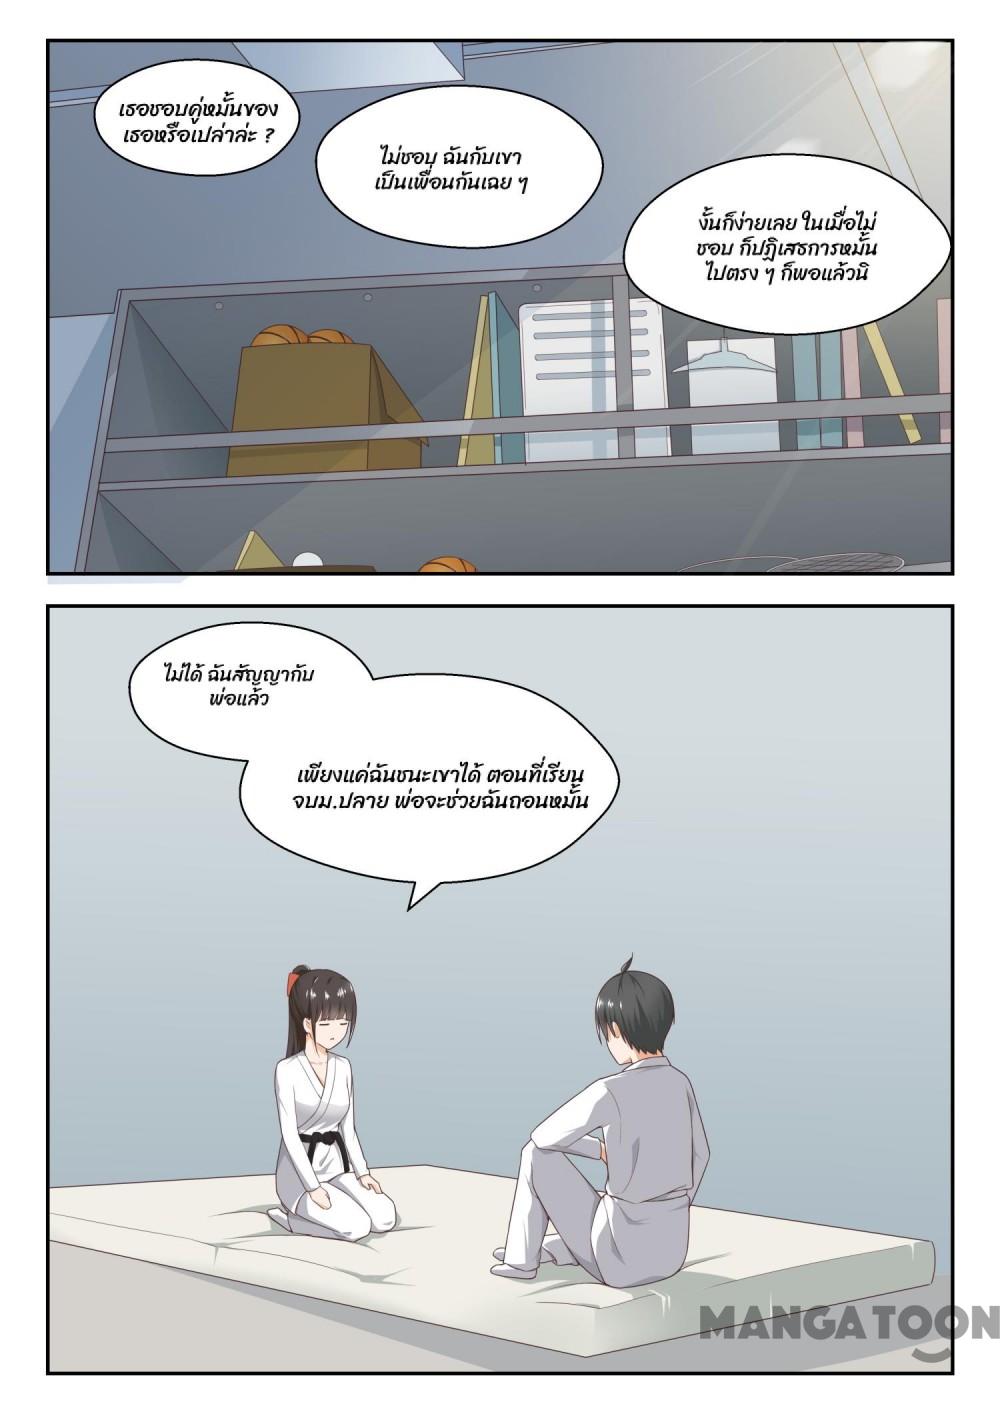 เธอชอบคู่หมั้นของ
เธอหรือเปล่าล่ะ ?
ไม่ชอบ ฉันกับเขา
เป็นเพื่อนกันเฉย ๆ
งั้นก็ง่ายเลย ในเมื่อไม่
ชอบ ก็ปฏิเสธการหมั้น
ไปตรง ๆ ก็พอแล้วนิ
ไม่ได้ ฉันสัญญากับ
พ่อแล้ว
เพียงแค่ฉันชนะเขาได้ ตอนที่เรียน
จบม.ปลาย พ่อจะช่วยฉันถอนหมั้น
MANGATOON